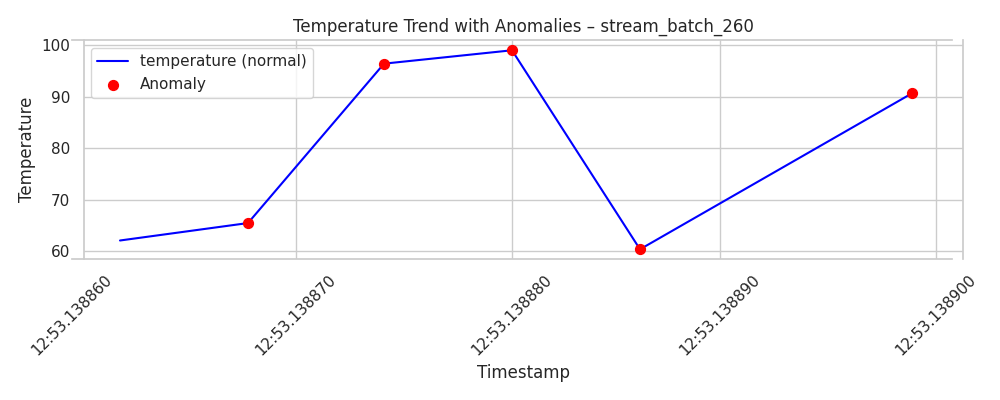 Temperature Trend with Anomalies – stream_batch_260
temperature (normal)
Anomaly
Temperature
100
90
80
70
60
12:53.138860
12:53.138870
12:53.138880
12:53.138890
12:53.138900
Timestamp